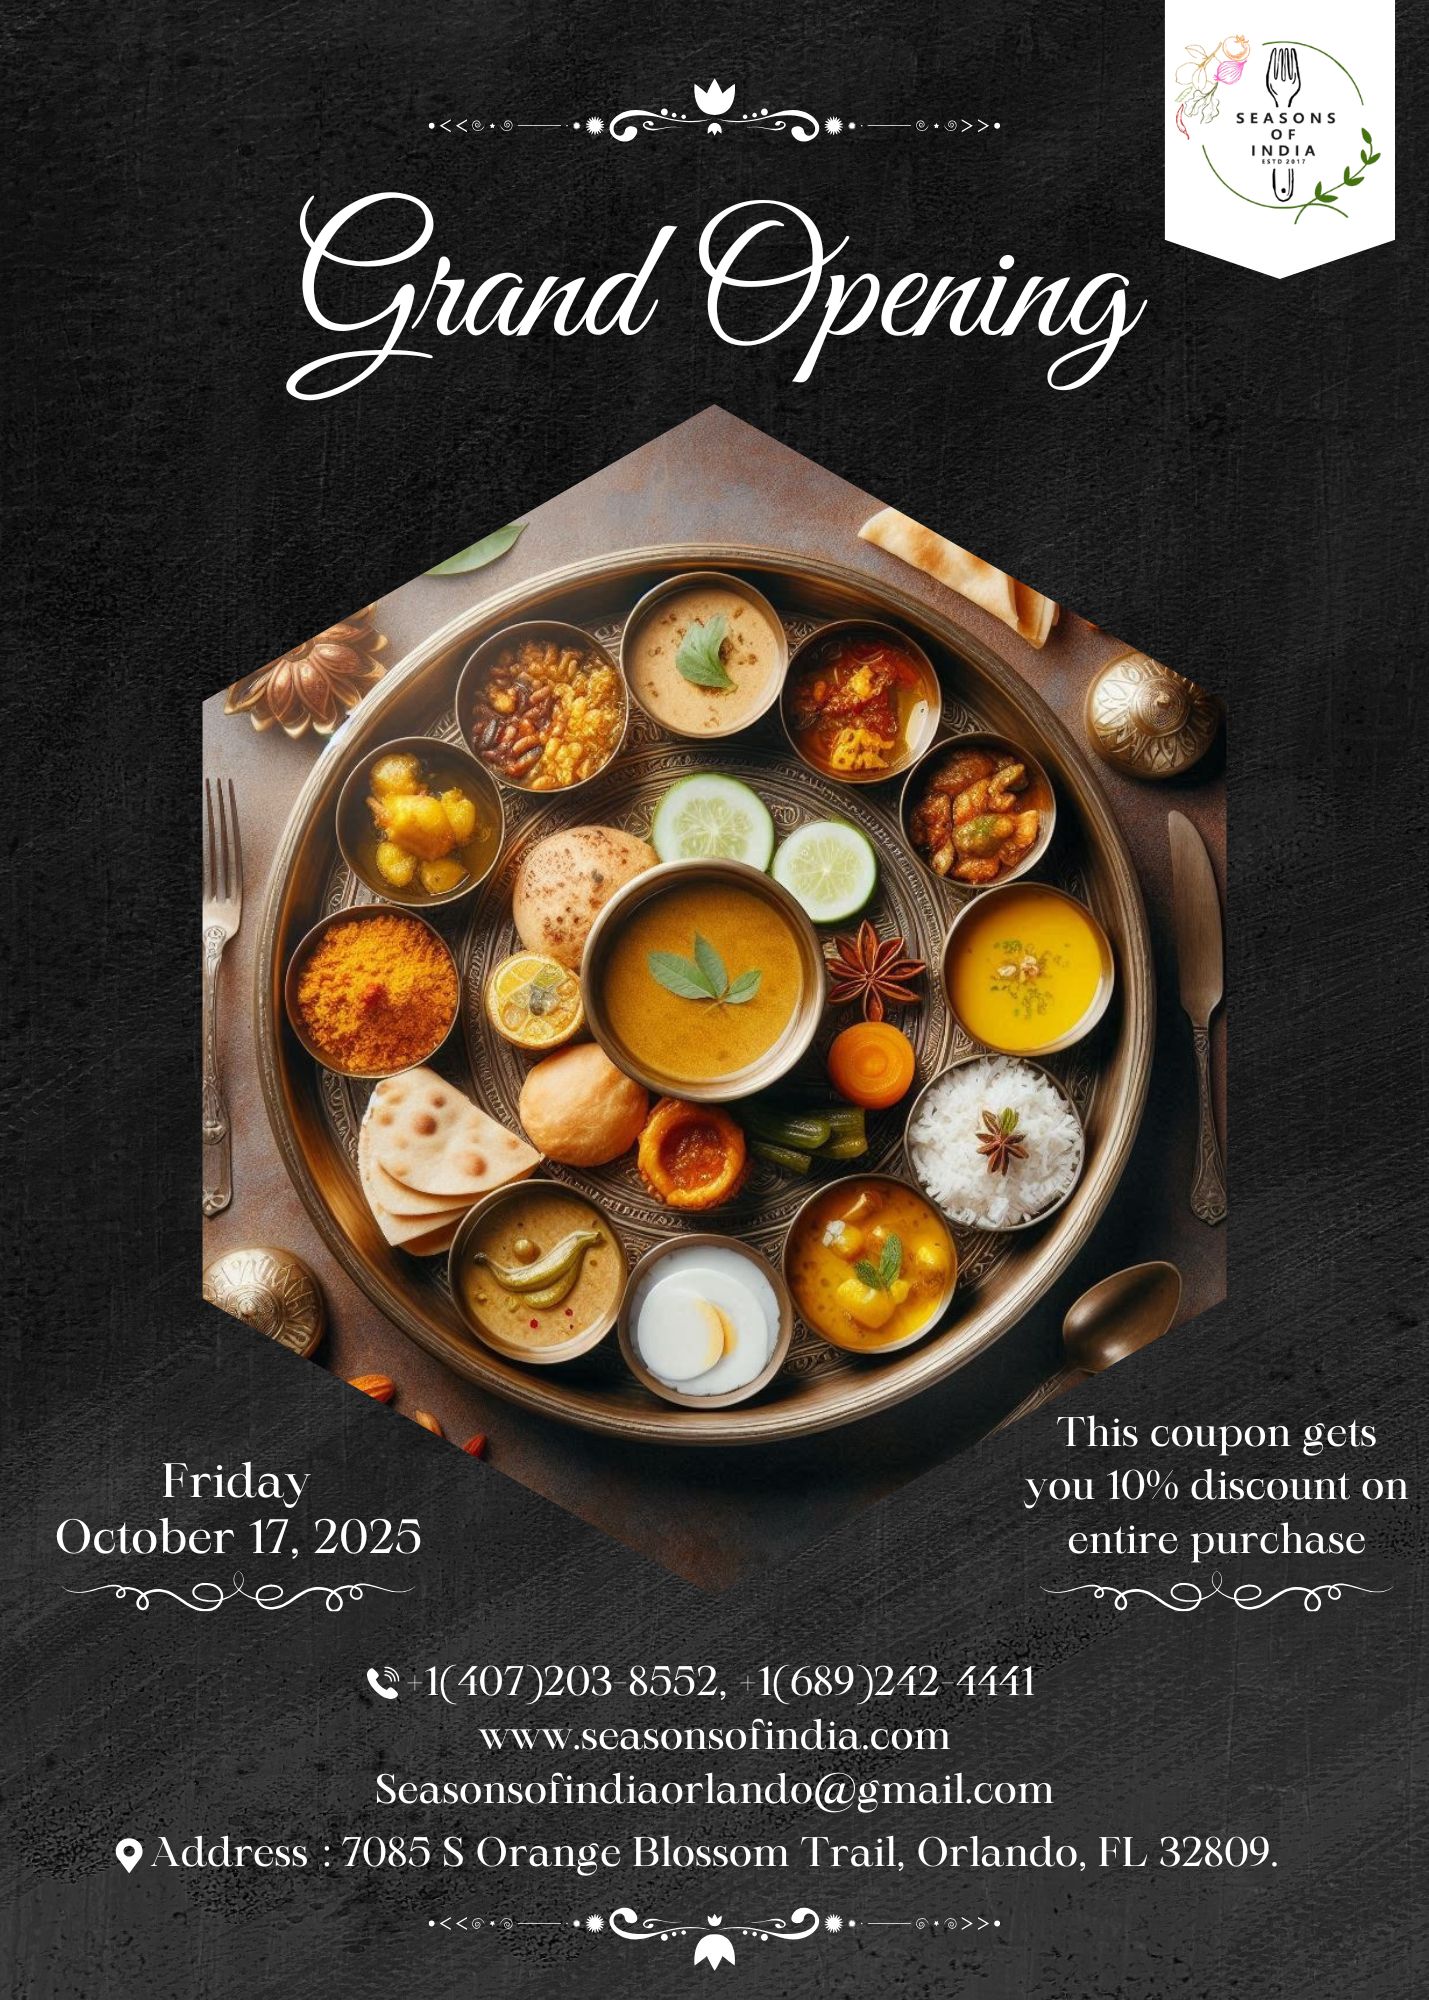 SEASONS
OF
INDIA
ESTD 2017
Grand Opening
Friday
October 17, 2025
This coupon gets
you 10% discount on
entire purchase
+1(407)203-8552, +1(689)242-4441
www.seasonsofindia.com
Seasonsofindiaorlando@gmail.com
Address : 7085 S Orange Blossom Trail, Orlando, FL 32809.